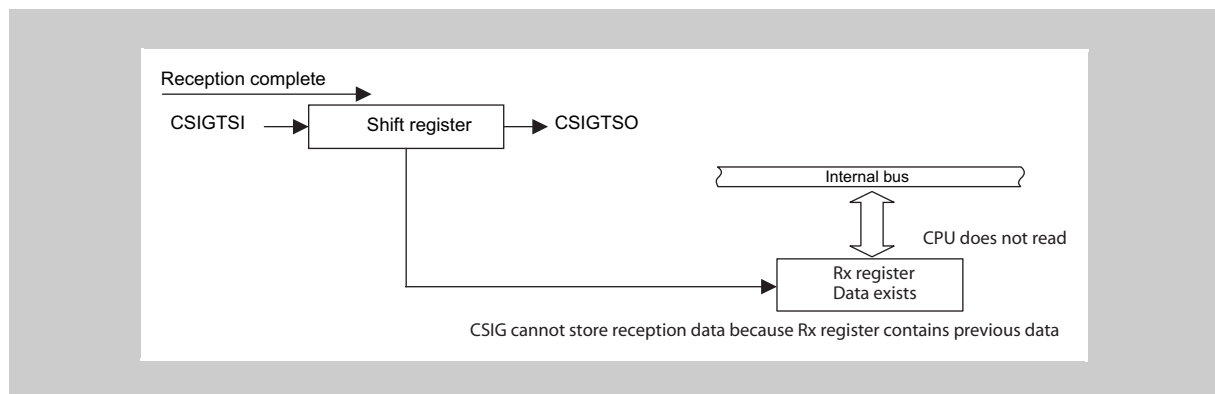 Reception complete
CSIGTSI
Shift register
CSIGTSO
Internal bus
CPU does not read
Rx register
Data exists
CSIG cannot store reception data because Rx register contains previous data